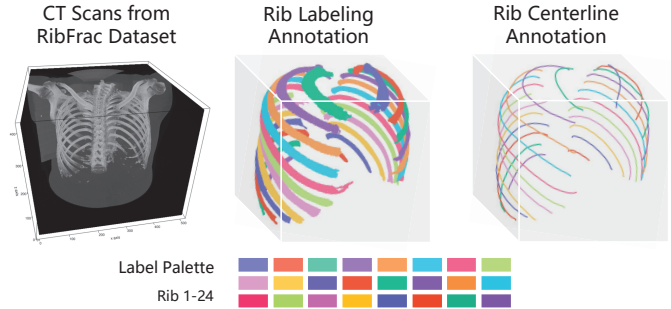 CT Scans from
RibFrac Dataset
Rib Labeling
Annotation
Rib Centerline
Annotation
Label Palette
Rib 1-24